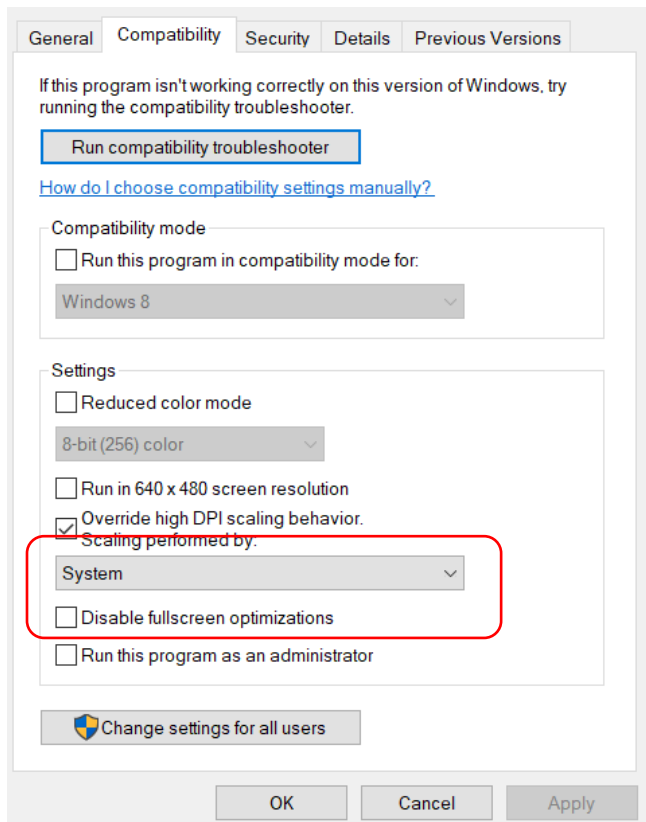 General Compatibility Security Details Previous Versions
If this program isn't working correctly on this version of Windows, try
running the compatibility troubleshooter.
Run compatibility troubleshooter
How do I choose compatibility settings manually?
Compatibility mode
Run this program in compatibility mode for:
Windows 8
Settings
Reduced color mode
8-bit (256) color
Run in 640 x 480 screen resolution
Override high DPI scaling behavior.
Scaling performed by:
System
Disable fullscreen optimizations
Run this program as an administrator
Change settings for all users
OK Cancel Apply